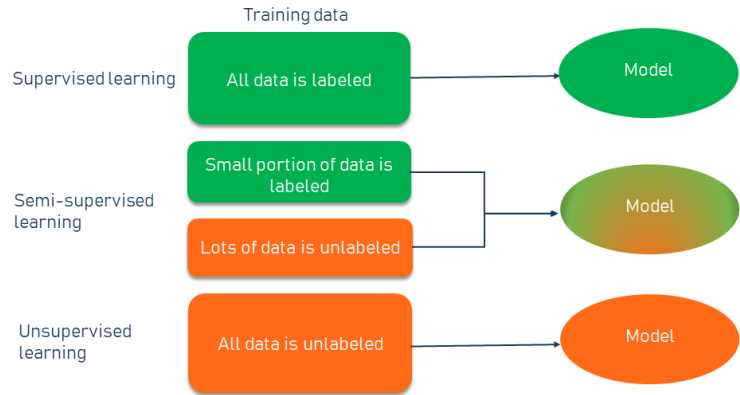 Training data
Supervised learning
All data is labeled
Model
Small portion of data is
labeled
Semi-supervised
learning
Model
Lots of data is unlabeled
Unsupervised
learning
All data is unlabeled
Model